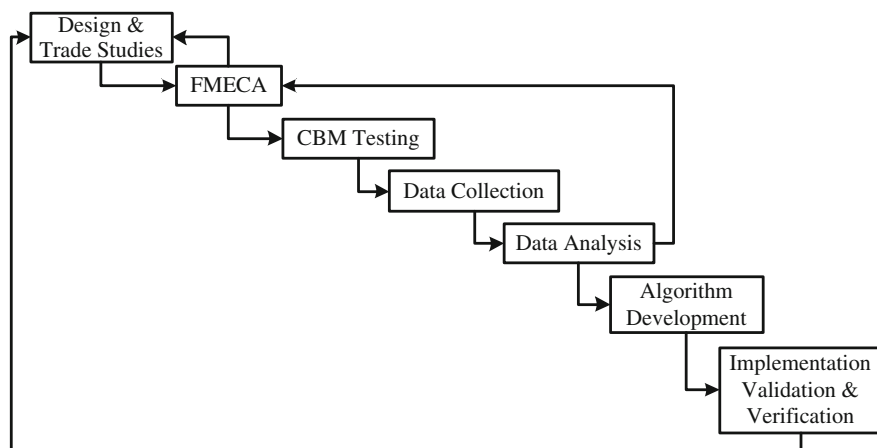 Design &
Trade Studies
FMECA
CBM Testing
Data Collection
Data Analysis
Algorithm
Development
Implementation
Validation &
Verification